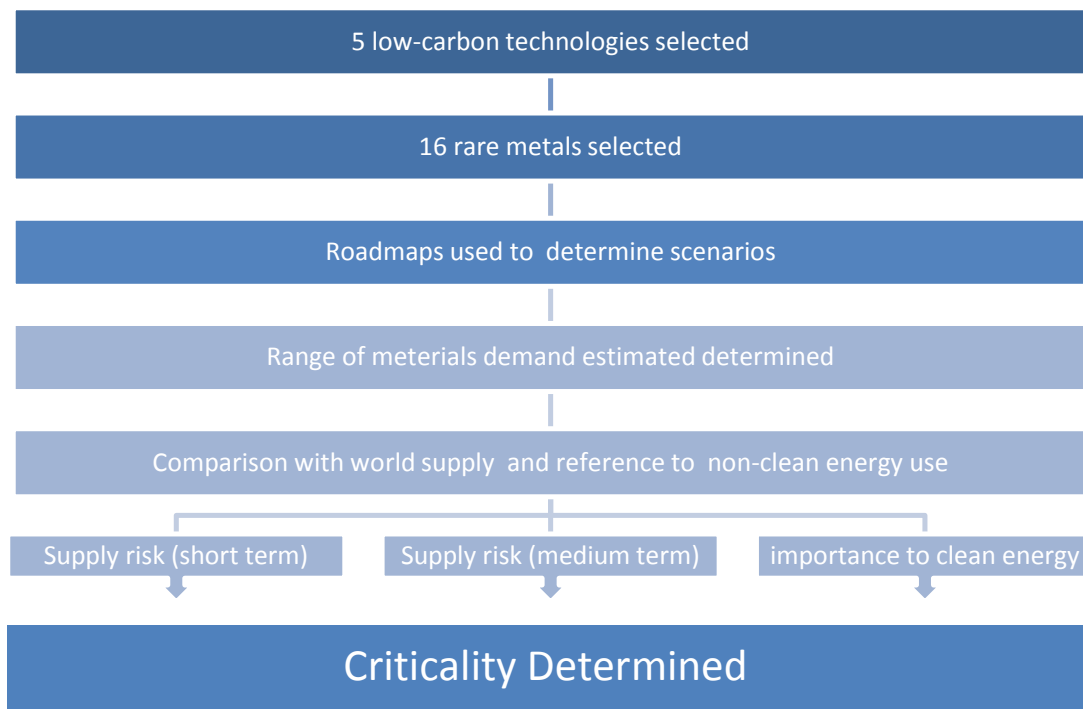 5 low-carbon technologies selected
16 rare metals selected
Roadmaps used to  determine scenarios
Range of meterials demand estimated determined
Comparison with world supply  and reference to  non-clean energy use
Supply risk (short term)
Supply risk (medium term)
importance to clean energy
Criticality Determined